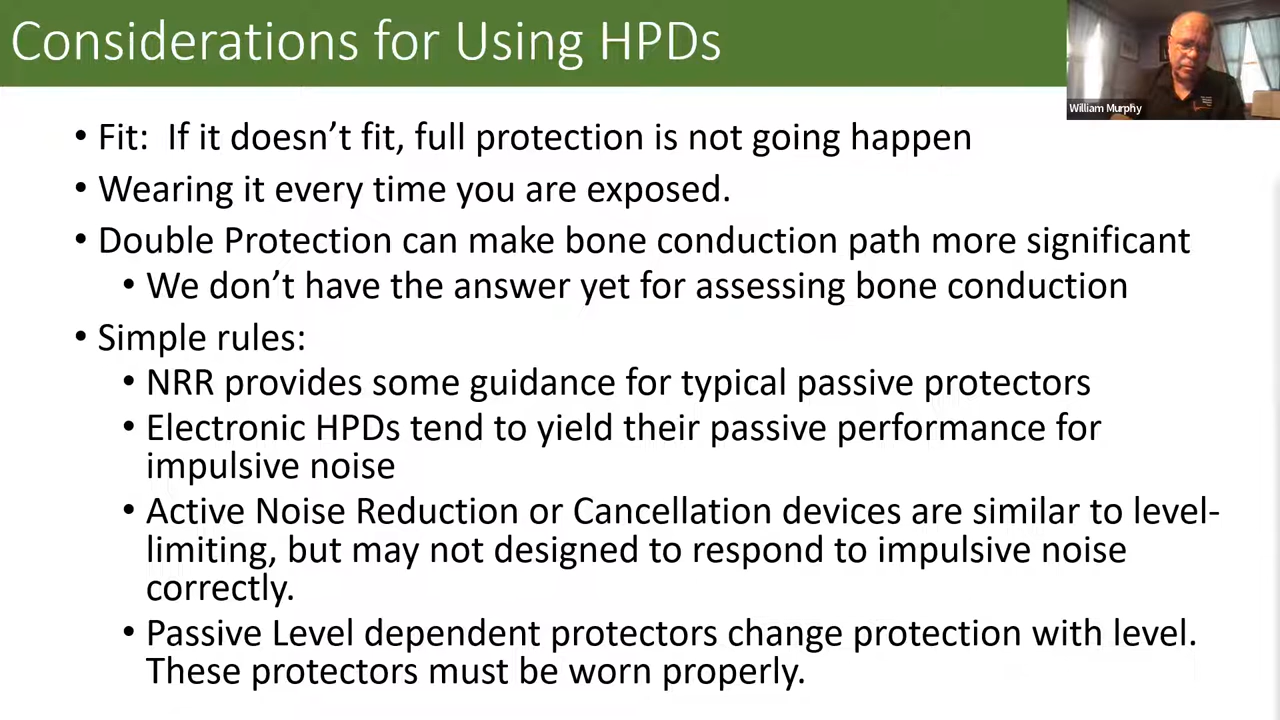 Considerations for Using HPDs
William Murphy
• Fit:  If it doesn’t fit, full protection is not going happen
• Wearing it every time you are exposed.
• Double Protection can make bone conduction path more significant
• We don’t have the answer yet for assessing bone conduction
• Simple rules:
• NRR provides some guidance for typical passive protectors
• Electronic HPDs tend to yield their passive performance for
impulsive noise
• Active Noise Reduction or Cancellation devices are similar to level-
limiting, but may not designed to respond to impulsive noise
correctly.
• Passive Level dependent protectors change protection with level.
These protectors must be worn properly.